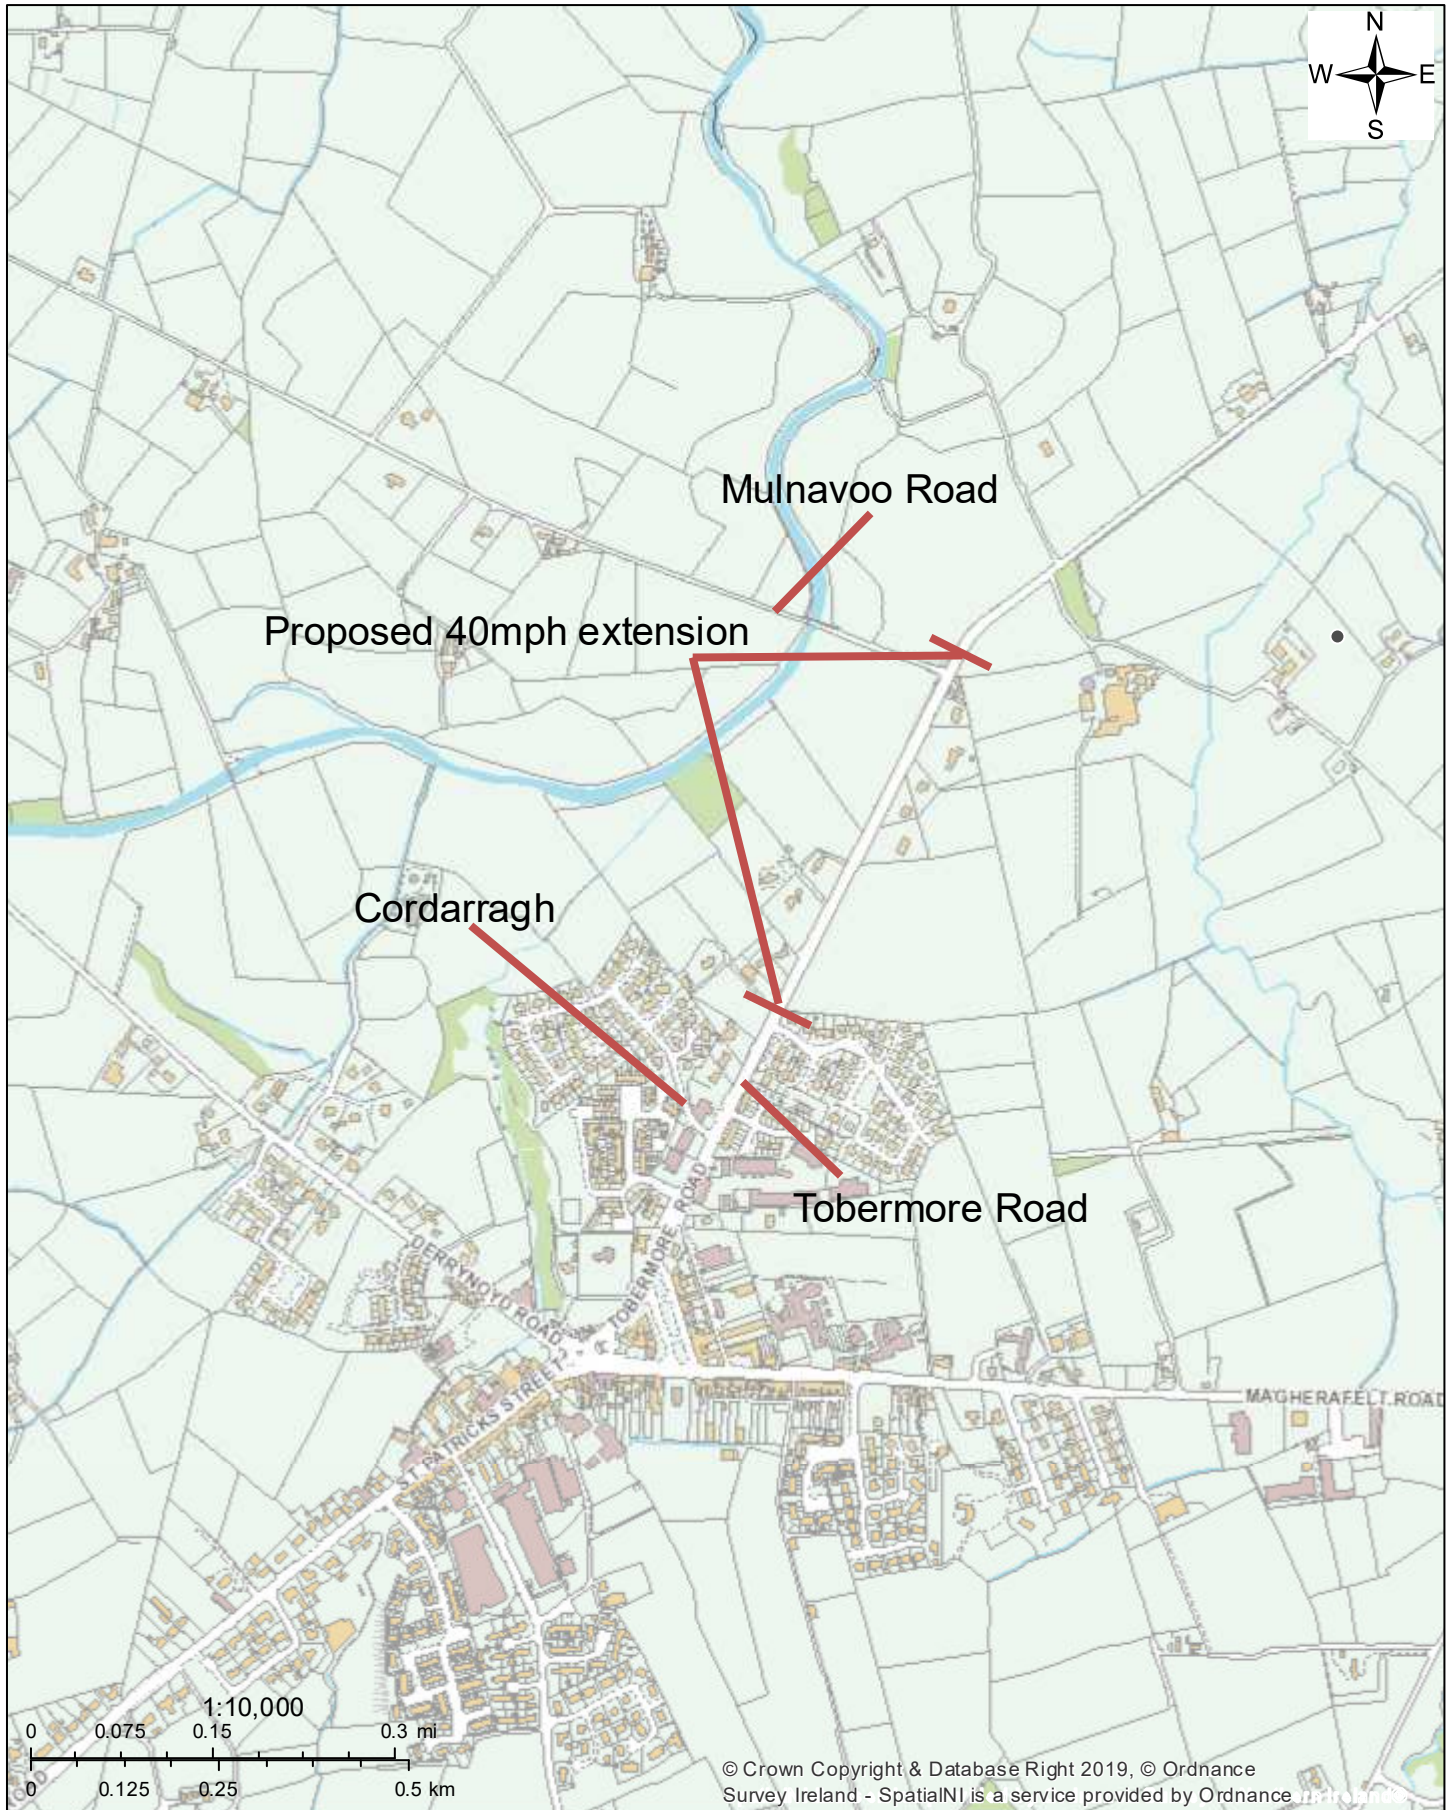 N
W E
S
Mulnavoo Road
Proposed 40mph extension
Cordarragh
Tobermore Road
TOBERMORE ROAD
DERRYNOYD ROAD
ST PATRICKS STREET
MAGHERAFELT ROAD
1:10,000
0 0.075 0.15 0.3 mi
0 0.125 0.25 0.5 km
© Crown Copyright & Database Right 2019, © Ordnance
Survey Ireland - SpatialNI is a service provided by Ordnance